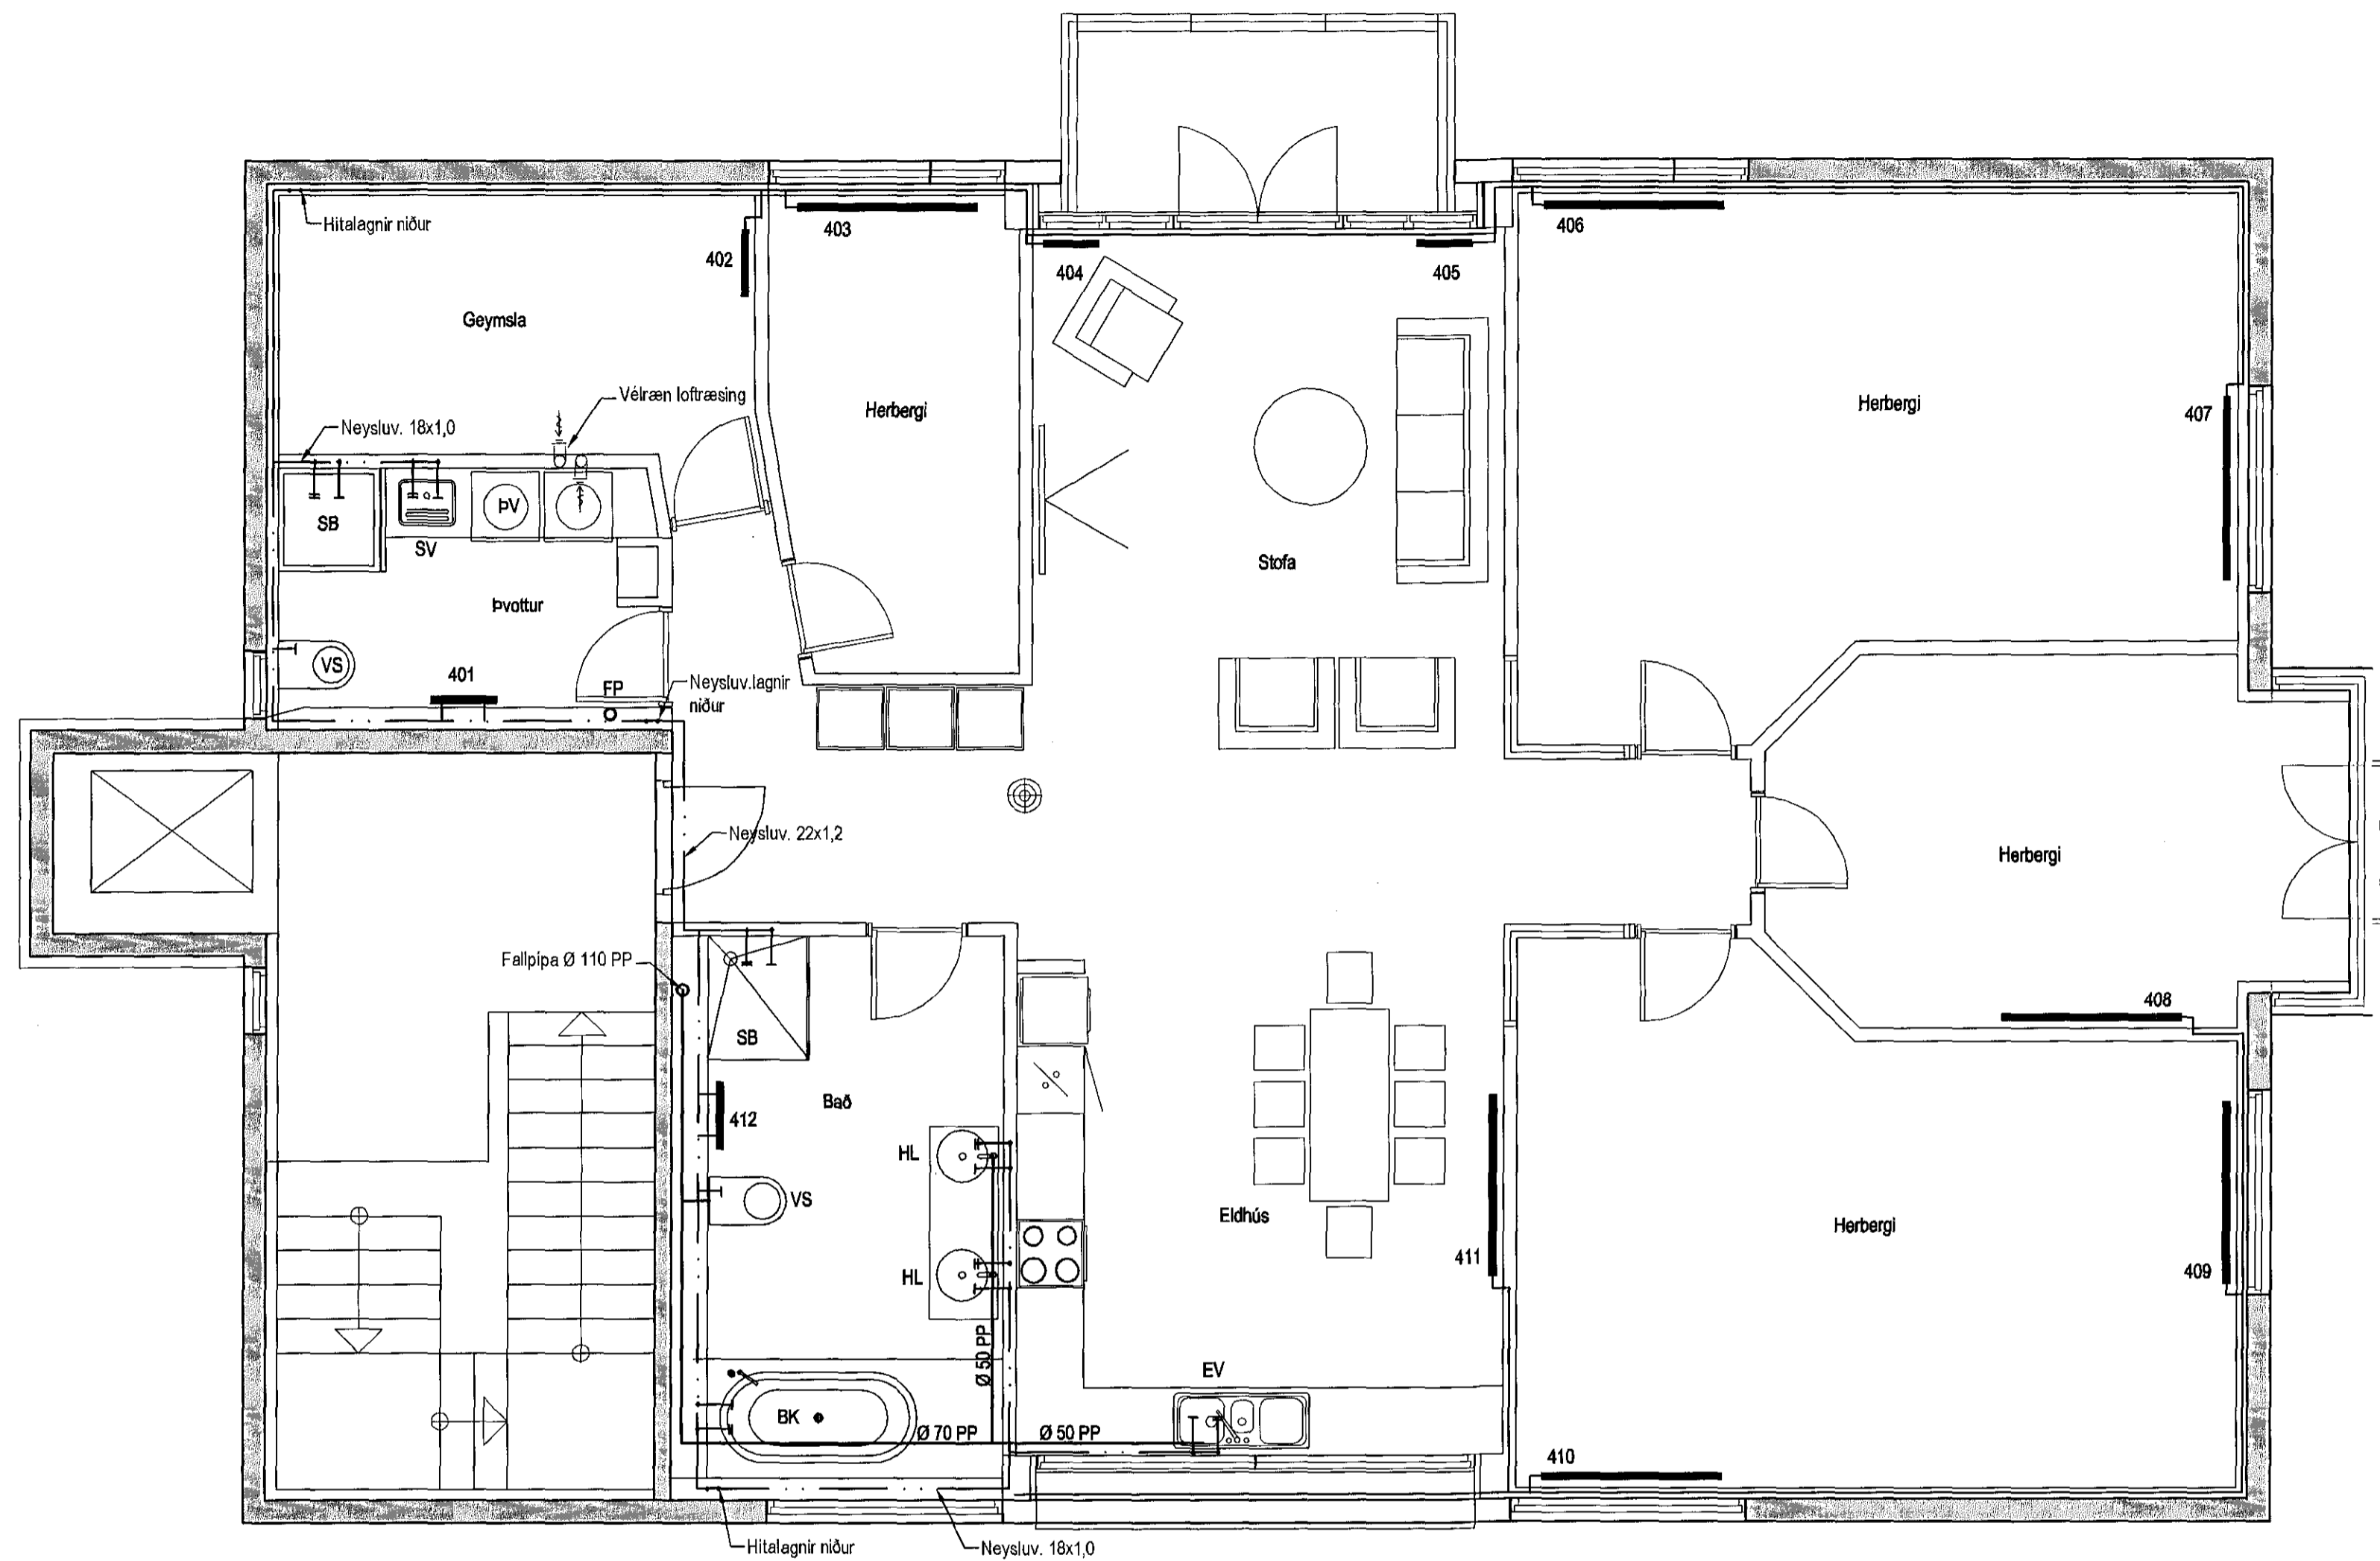 Hitalagnir niður
403
406
402
404
405
Geymsla
Vélræn loftræsing
Herbergi
Herbergi
407
Neysluv. 18x1,0
SB
ÞV
SV
Stofa
Þvottur
VS
401
FP
Neysluv.lagnir
niður
Neysluv. 22x1,2
Herbergi
Fallpípa Ø 110 PP
408
SB
Bað
412
HL
VS
Eldhús
Herbergi
411
HL
409
Ø 50 PP
EV
BK
Ø 70 PP
Ø 50 PP
410
Hitalagnir niður
Neysluv. 18x1,0